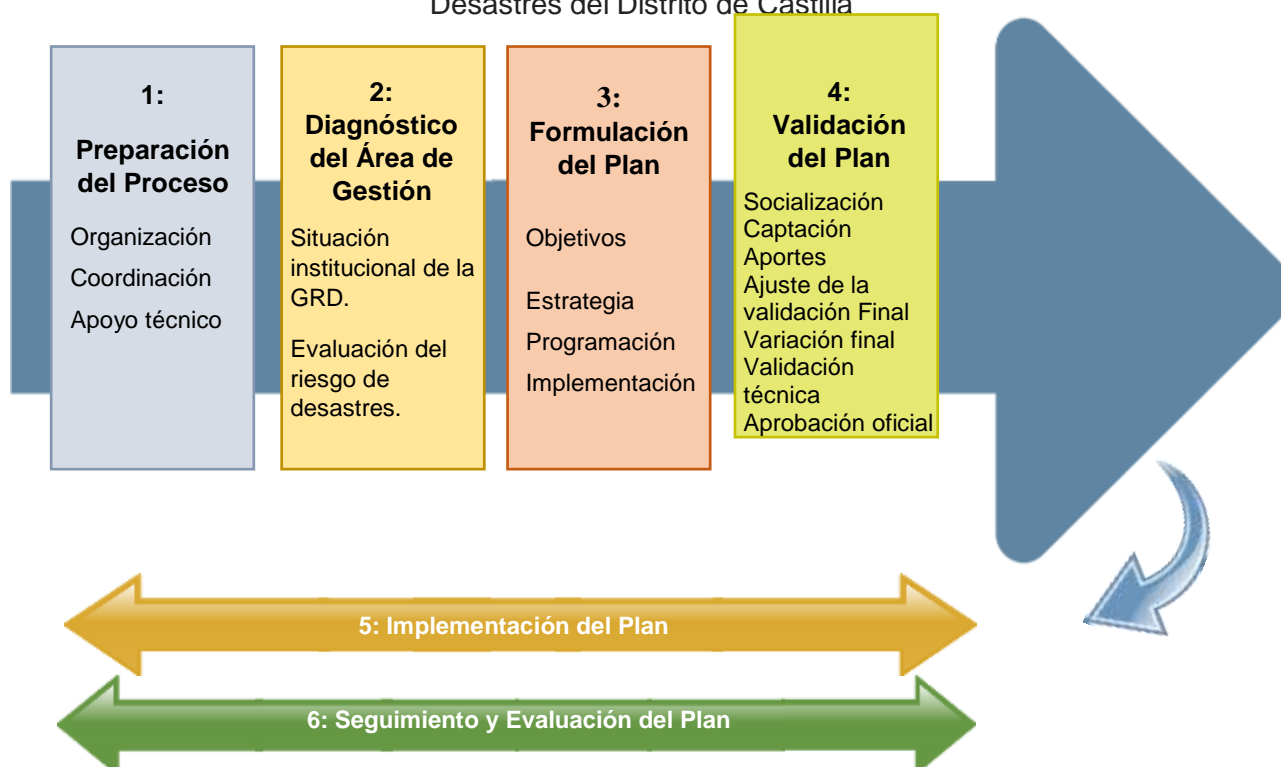 Desastres del Distrito de Castilla
1:
Preparación
del Proceso
Organización
Coordinación
Apoyo técnico
2:
Diagnóstico
del Área de
Gestión
Situación
institucional de la
GRD.
Evaluación del
riesgo de
desastres.
3:
Formulación
del Plan
Objetivos
Estrategia
Programación
Implementación
4:
Validación
del Plan
Socialización
Captación
Aportes
Ajuste de la
validación Final
Variación final
Validación
técnica
Aprobación oficial
5: Implementación del Plan
6: Seguimiento y Evaluación del Plan